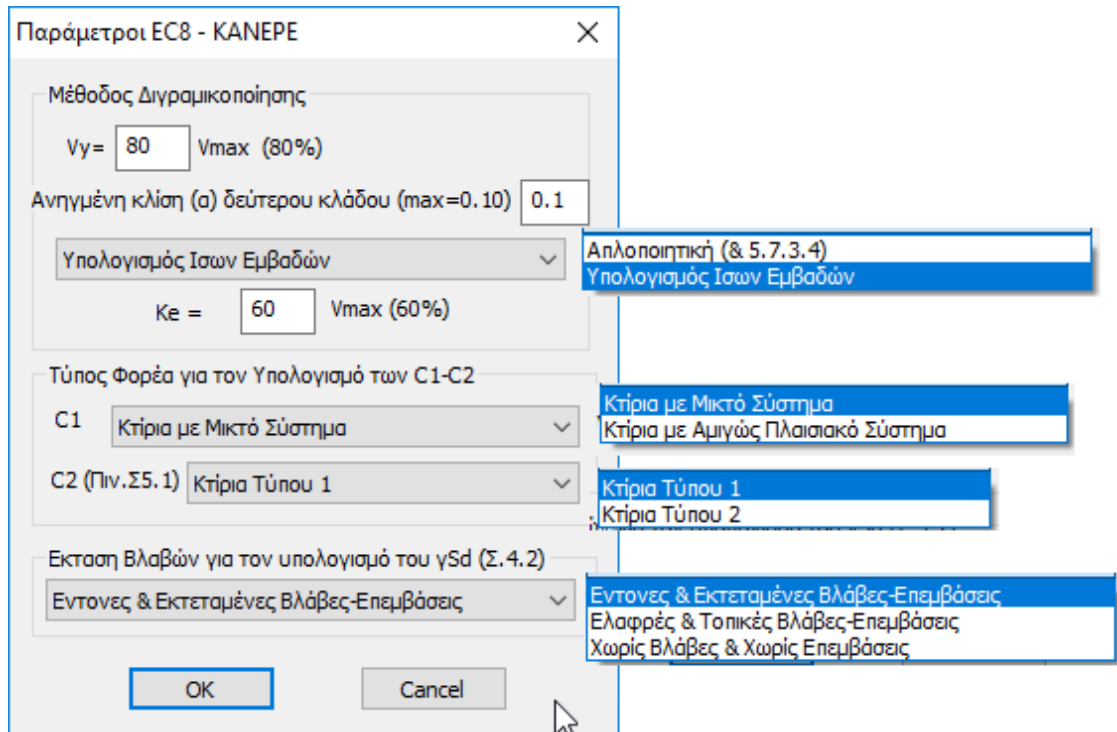 Παράμετροι EC8 - KANEPE
Μέθοδος Διγραμικοποίησης
Vy= 80 Vmax (80%)
Ανηγμένη κλίση (α) δεύτερου κλάδου (max=0.10) 0.1
Υπολογισμός Ισων Εμβαδών
Απλοποιητική (& 5.7.3.4)
Υπολογισμός Ισων Εμβαδών
Ke = 60 Vmax (60%)
Τύπος Φορέα για τον Υπολογισμό των C1-C2
C1 Κτίρια με Μικτό Σύστημα
Κτίρια με Μικτό Σύστημα
Κτίρια με Αμιγώς Πλαισιακό Σύστημα
C2 (Πιν.Σ5.1) Κτίρια Τύπου 1
Κτίρια Τύπου 1
Κτίρια Τύπου 2
Εκταση Βλαβών για τον υπολογισμό του γSd (Σ.4.2)
Εντονες & Εκτεταμένες Βλάβες-Επεμβάσεις
Εντονες & Εκτεταμένες Βλάβες-Επεμβάσεις
Ελαφρές & Τοπικές Βλάβες-Επεμβάσεις
Χωρίς Βλάβες & Χωρίς Επεμβάσεις
OK Cancel